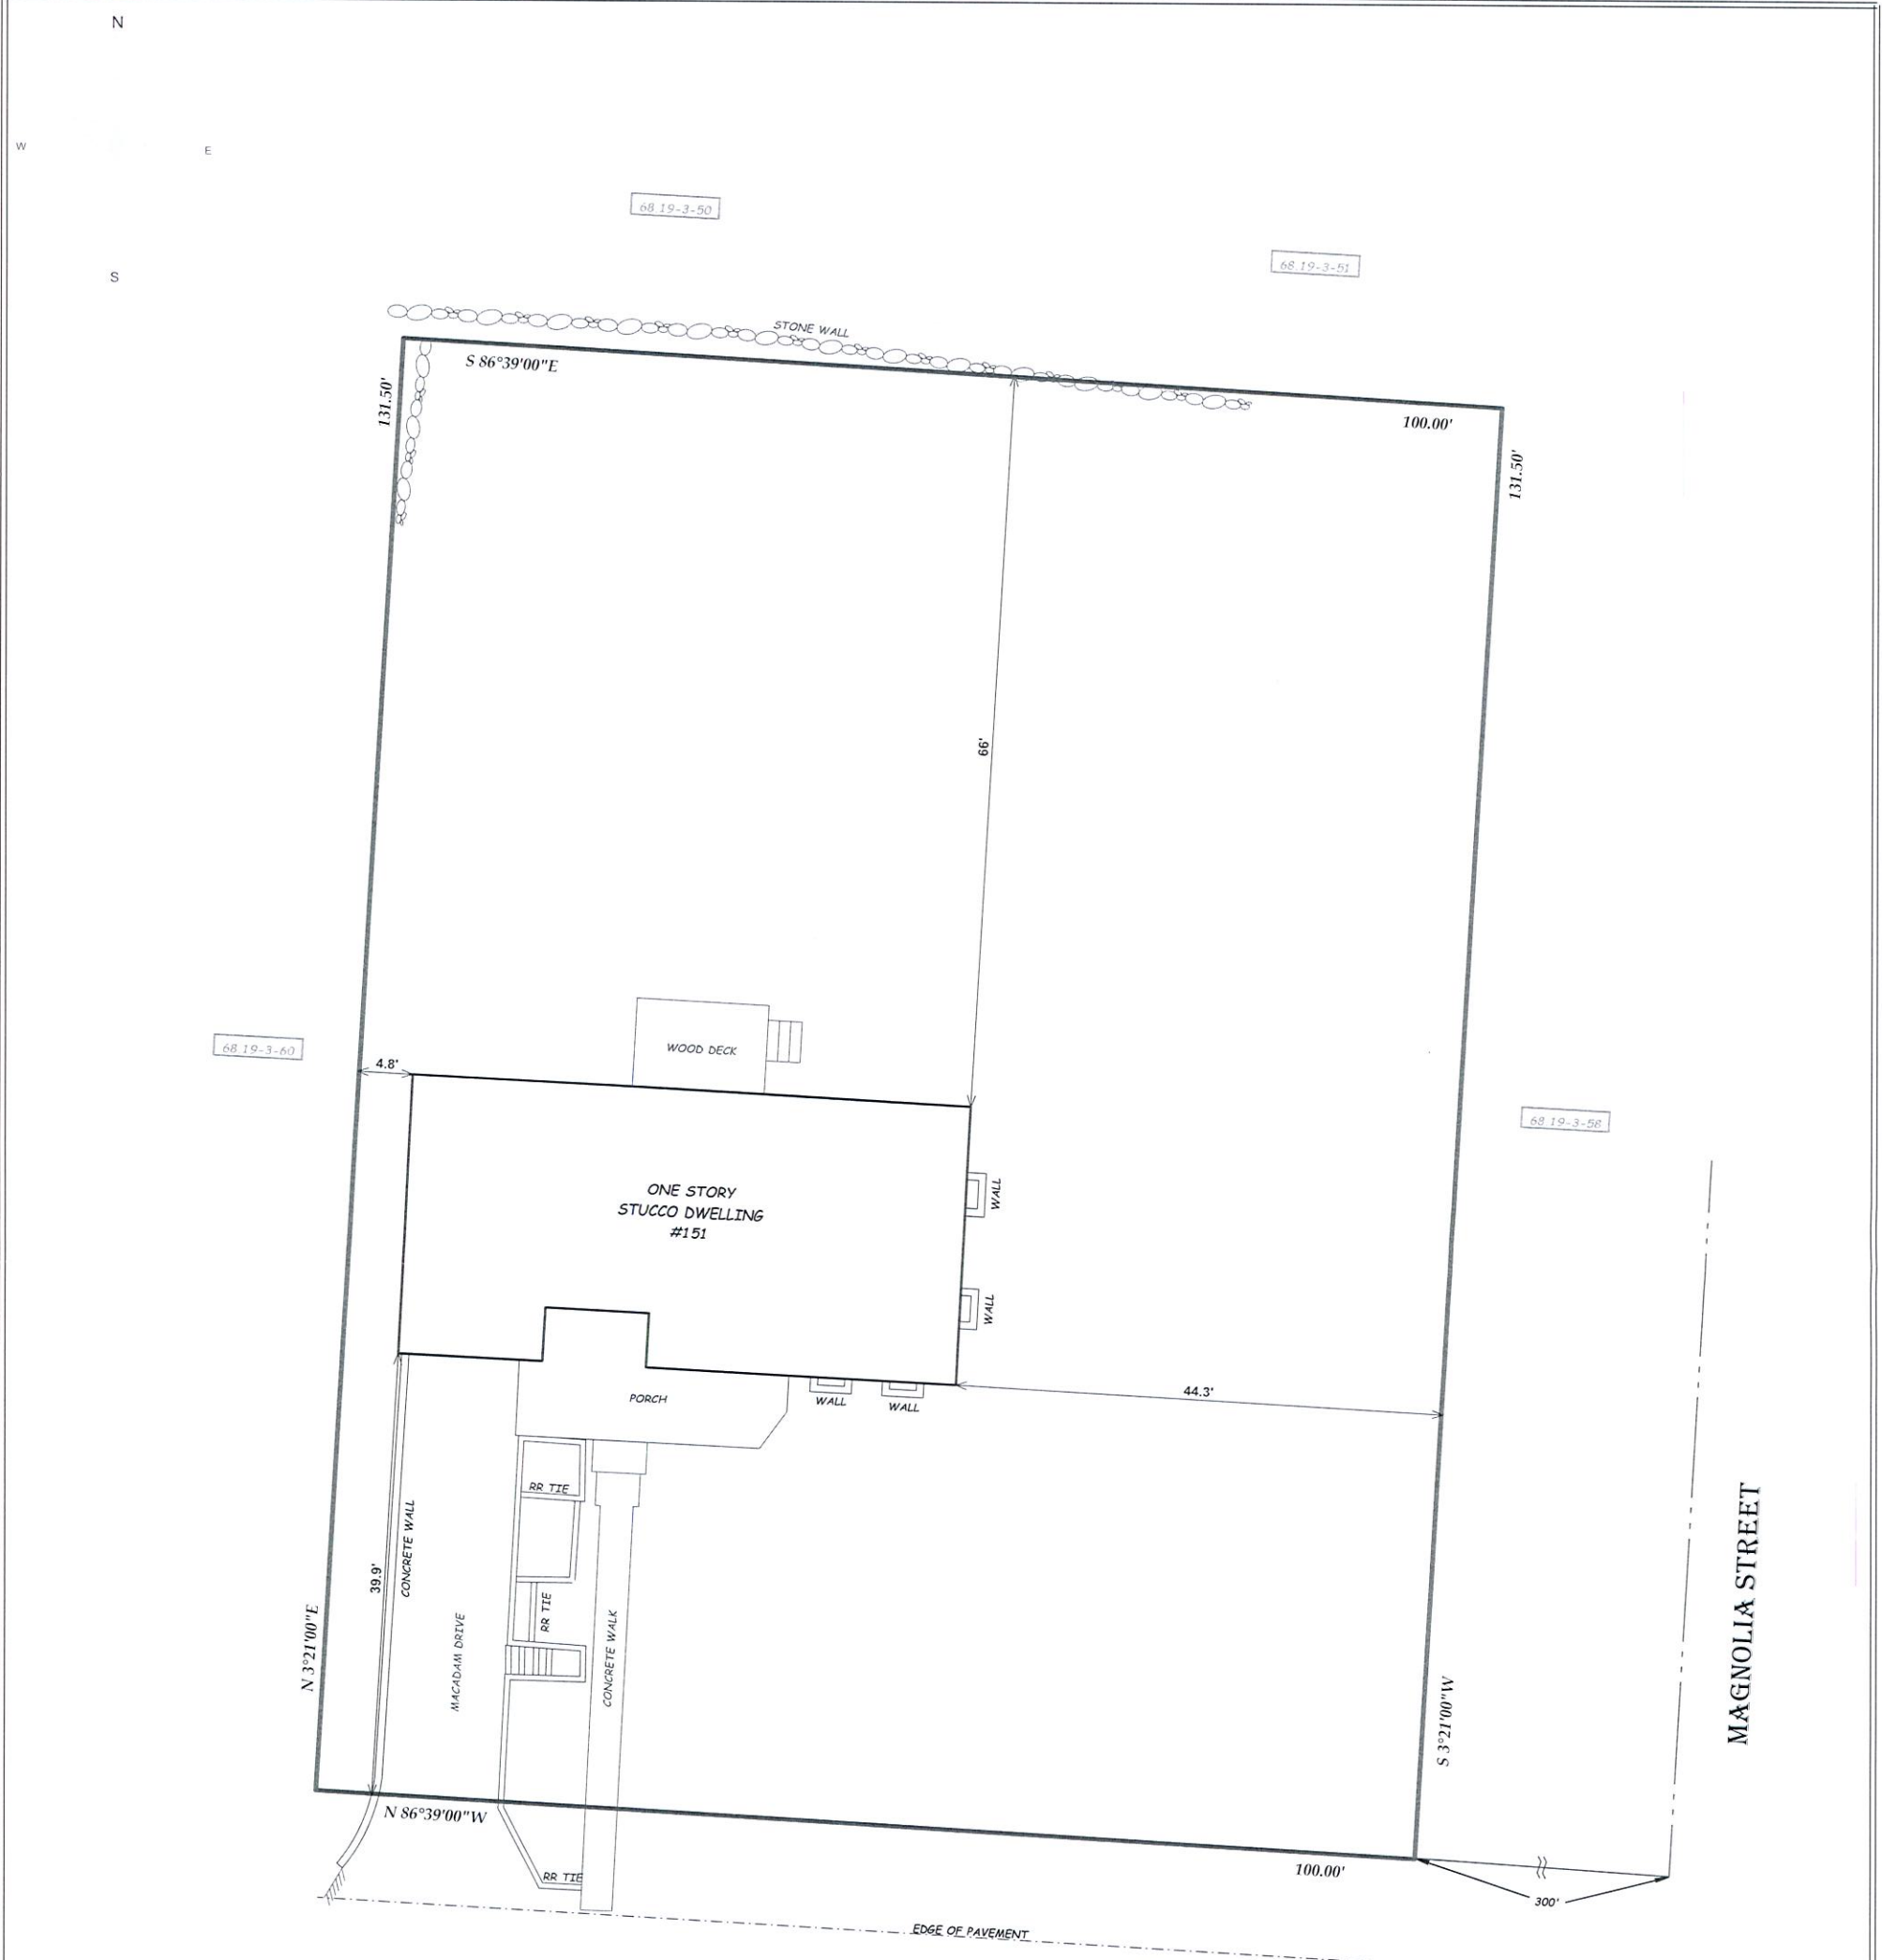 N
W
E
S
68.19-3-50
68.19-3-51
STONE WALL
S 86°39'00"E
131.50'
100.00'
131.50'
66'
68.19-3-60
4.8'
WOOD DECK
68.19-3-58
ONE STORY
STUCCO DWELLING
#151
WALL
WALL
PORCH
WALL
WALL
44.3'
RR TIE
CONCRETE WALL
39.9'
RR TIE
MACADAM DRIVE
CONCRETE WALK
N 3°21'00"E
S 3°21'00"W
MAGNOLIA STREET
N 86°39'00"W
100.00'
RR TIE
300'
EDGE OF PAVEMENT